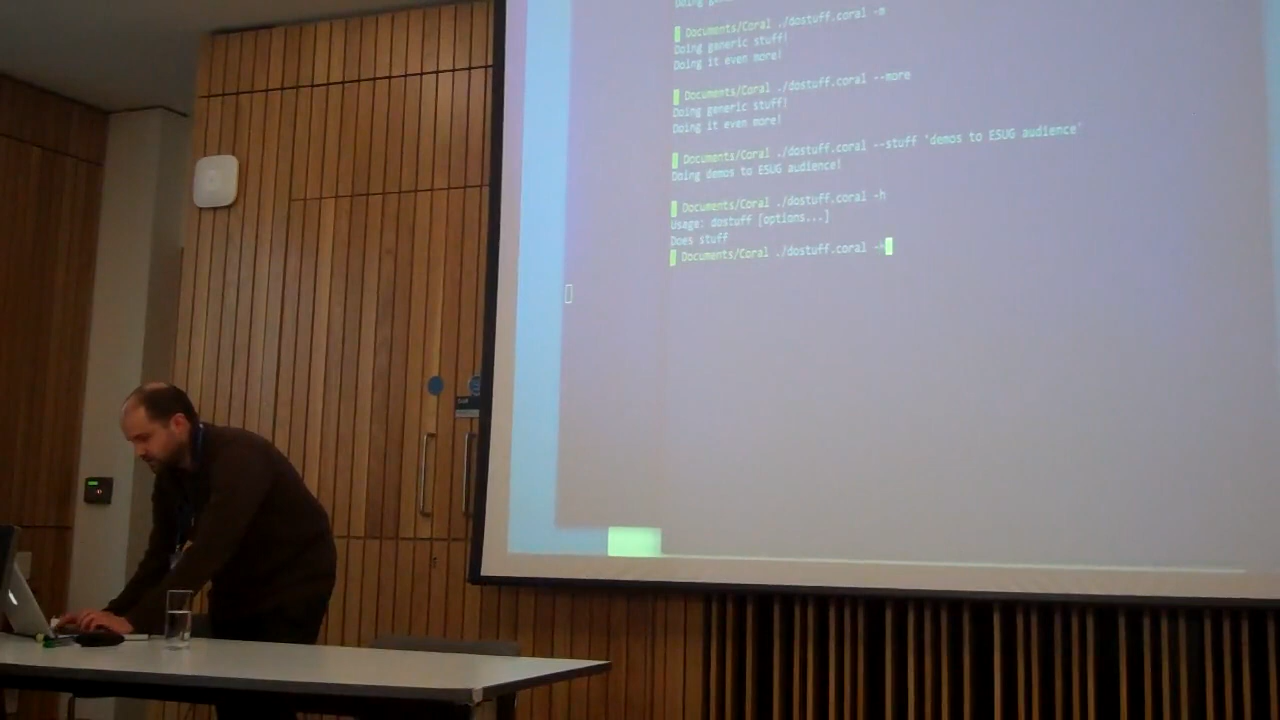 Doing generic
Documents/Coral ./dostuff.coral -m
Doing generic stuff!
Doing it even more!
Documents/Coral ./dostuff.coral --more
Doing generic stuff!
Doing it even more!
Documents/Coral ./dostuff.coral --stuff "demos to ESUG audience"
Doing demos to ESUG audience!
Documents/Coral ./dostuff.coral -h
Usage: dostuff [options...]
Does stuff
Documents/Coral ./dostuff.coral -h